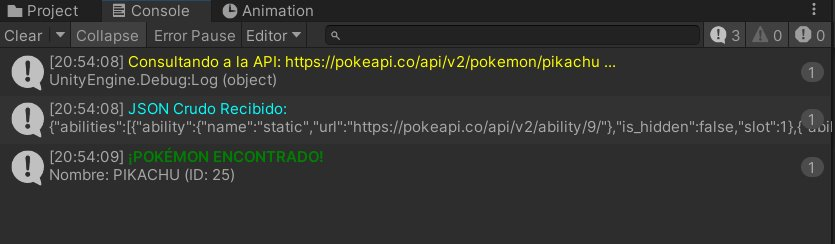 Project Console Animation
Clear Collapse Error Pause Editor 3 0 0
[20:54:08] Consultando a la API: https://pokeapi.co/api/v2/pokemon/pikachu ...
UnityEngine.Debug:Log (object)
1
[20:54:08] JSON Crudo Recibido:
{"abilities":[{"ability":{"name":"static","url":"https://pokeapi.co/api/v2/ability/9/"},"is_hidden":false,"slot":1},{"abil
1
[20:54:09] ¡POKÉMON ENCONTRADO!
Nombre: PIKACHU (ID: 25)
1